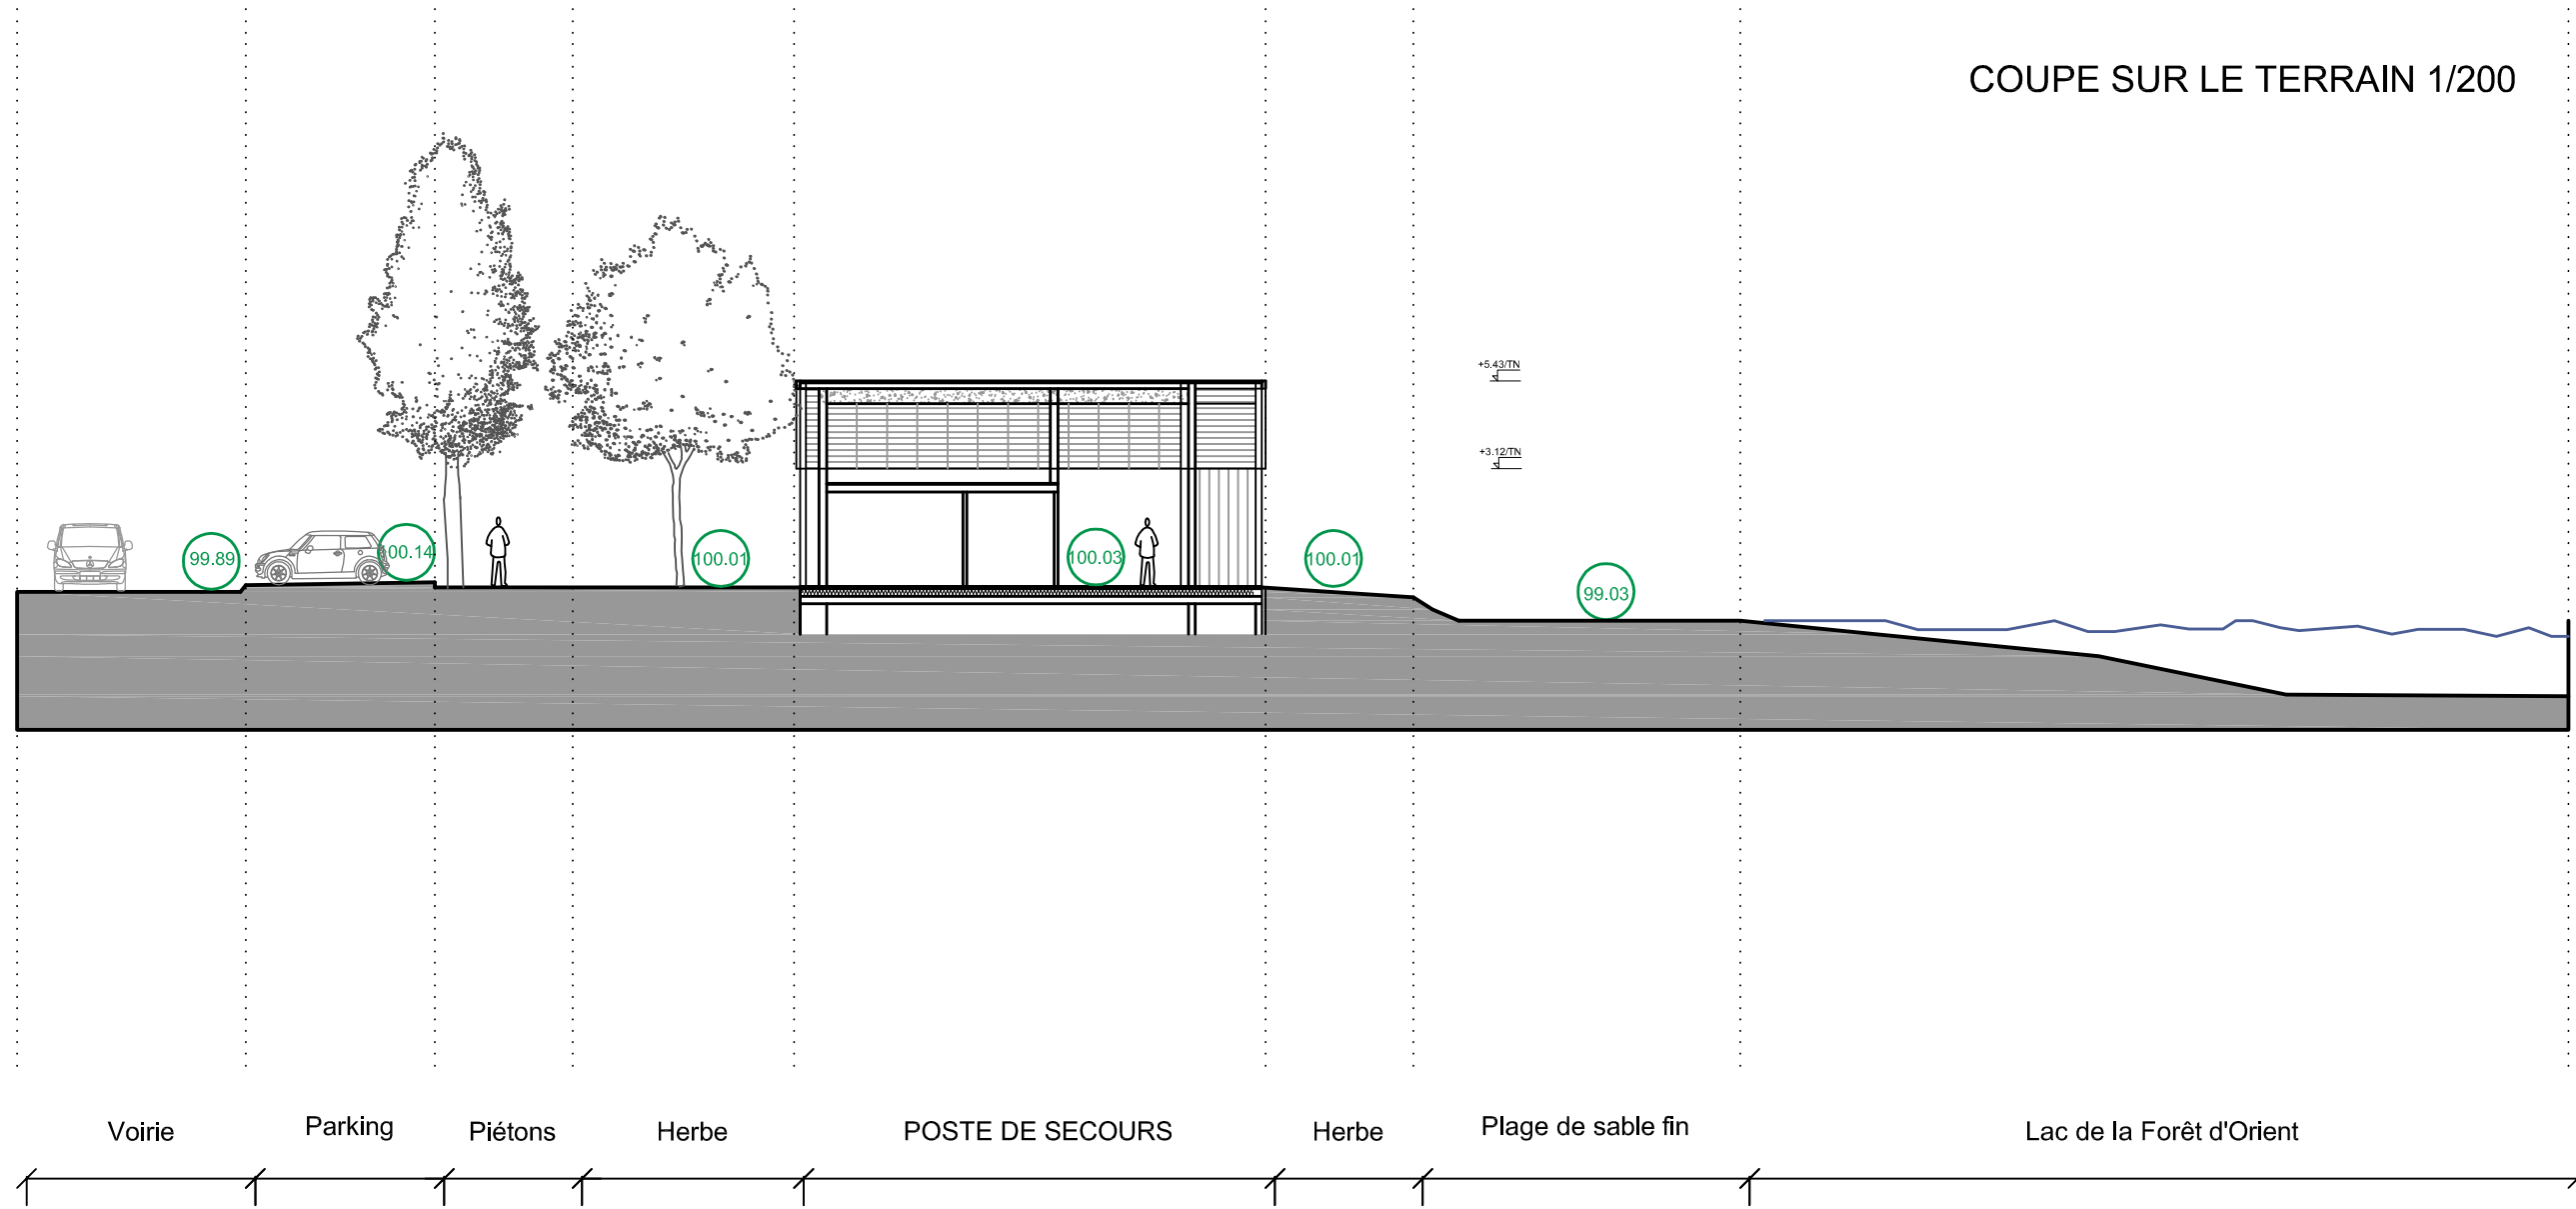 COUPE SUR LE TERRAIN 1/200
+5.43/TN
+3.12/TN
99.89
100.14
100.01
100.03
100.01
99.03
Voirie
Parking
Piétons
Herbe
POSTE DE SECOURS
Herbe
Plage de sable fin
Lac de la Forêt d'Orient